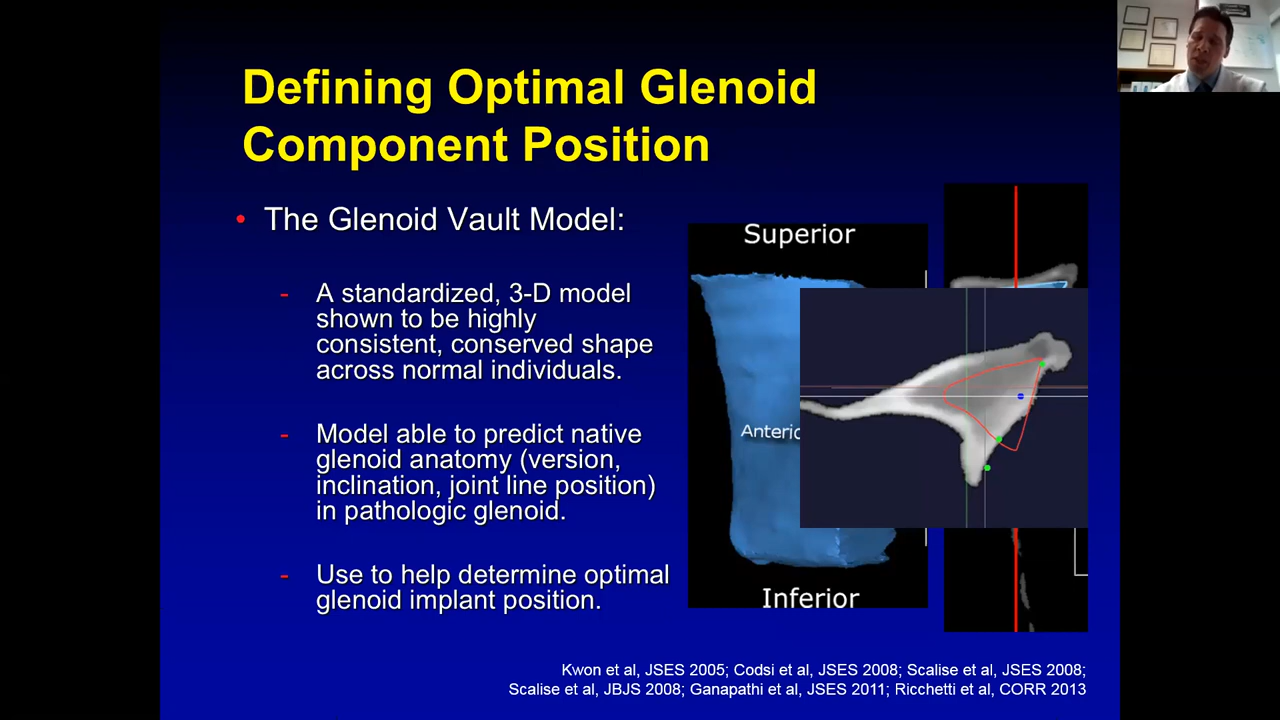 Defining Optimal Glenoid
Component Position
• The Glenoid Vault Model:
- A standardized, 3-D model
shown to be highly
consistent, conserved shape
across normal individuals.
- Model able to predict native
glenoid anatomy (version,
inclination, joint line position)
in pathologic glenoid.
- Use to help determine optimal
glenoid implant position.
Superior
Anterio
Inferior
Kwon et al, JSES 2005; Codsi et al, JSES 2008; Scalise et al, JSES 2008;
Scalise et al, JBJS 2008; Ganapathi et al, JSES 2011; Ricchetti et al, CORR 2013